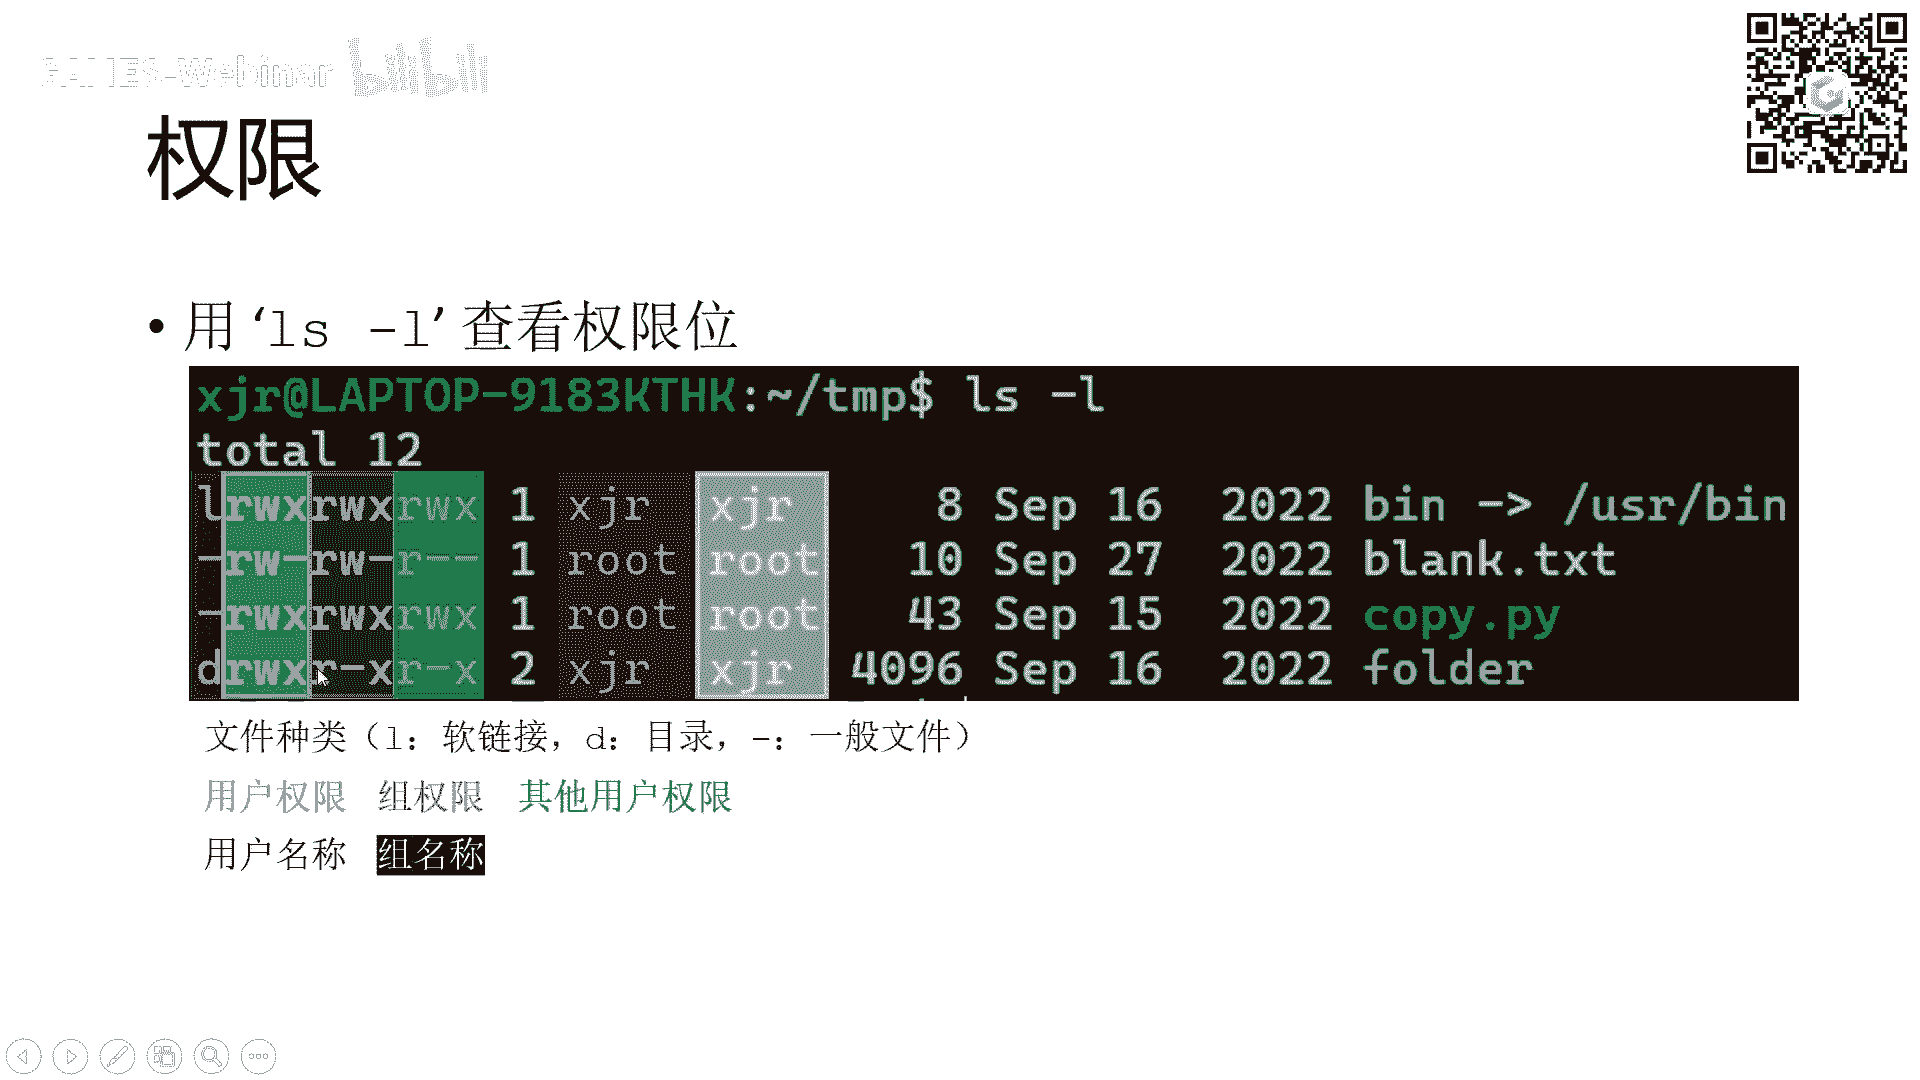 GAMES-Webinar bilibili
权限
• 用 ‘ls -l’ 查看权限位
xjr@LAPTOP-9183KTHK:~/tmp$ ls -l
total 12
lrwxrwxrwx 1 xjr xjr 8 Sep 16 2022 bin -> /usr/bin
-rw-rw-r-- 1 root root 10 Sep 27 2022 blank.txt
-rwxrwxrwx 1 root root 43 Sep 15 2022 copy.py
drwxr-xr-x 2 xjr xjr 4096 Sep 16 2022 folder
文件种类（l：软链接，d：目录，-：一般文件）
用户权限 组权限 其他用户权限
用户名称 组名称